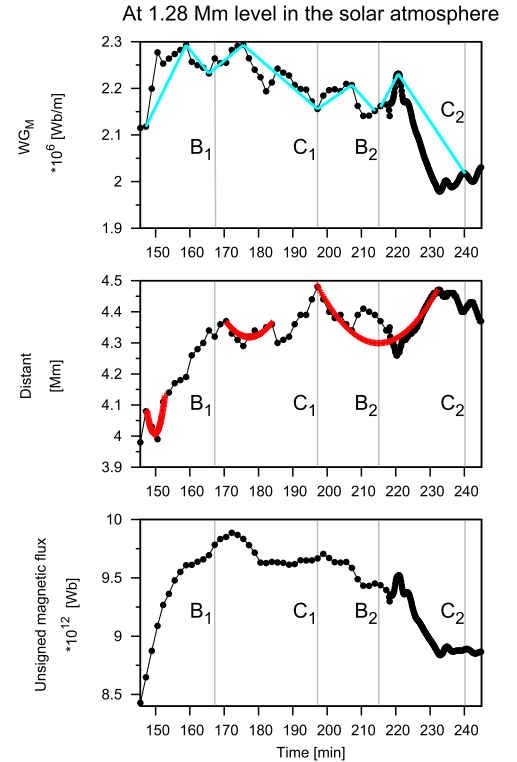 At 1.28 Mm level in the solar atmosphere
WG_M
*10^6 [Wb/m]
2.3
2.2
2.1
2
1.9
B_1 C_1 B_2 C_2
150 160 170 180 190 200 210 220 230 240
Distant
[Mm]
4.5
4.4
4.3
4.2
4.1
4
3.9
B_1 C_1 B_2 C_2
150 160 170 180 190 200 210 220 230 240
Unsigned magnetic flux
*10^12 [Wb]
10
9.5
9
8.5
B_1 C_1 B_2 C_2
150 160 170 180 190 200 210 220 230 240
Time [min]